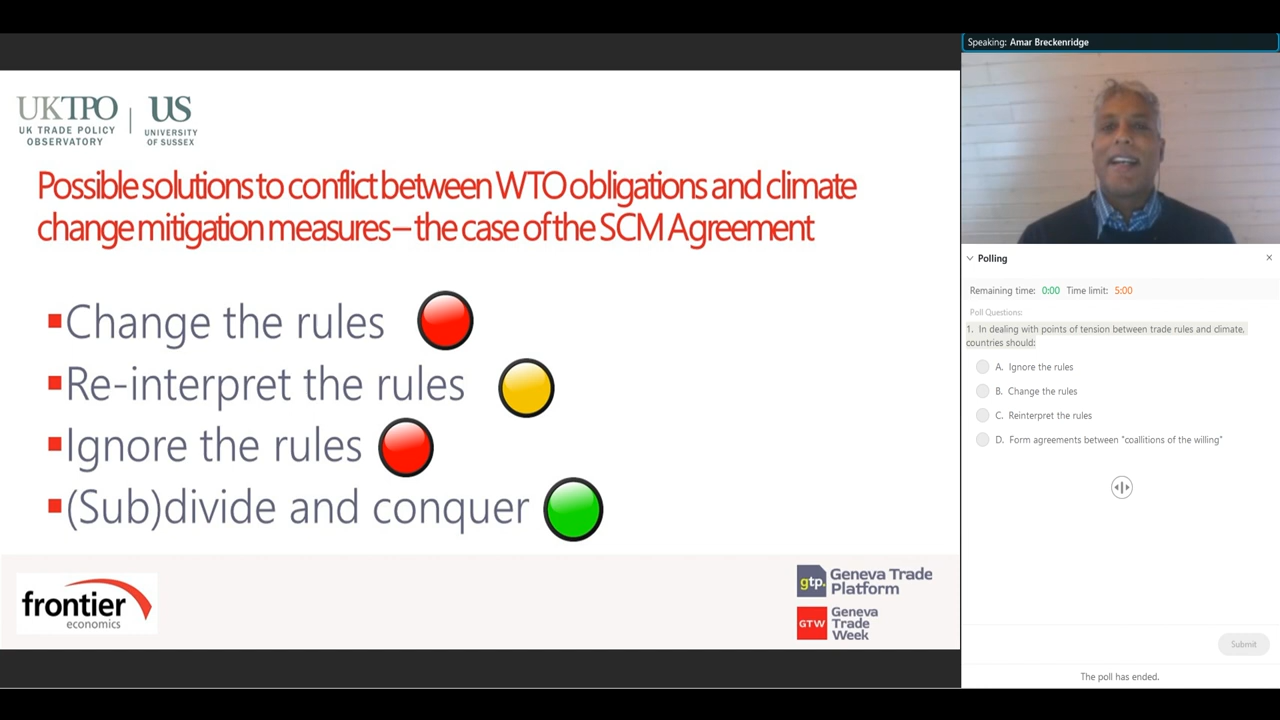 Speaking: Amar Breckenridge
UKTPO
UK TRADE POLICY
OBSERVATORY
US
UNIVERSITY
OF SUSSEX
Possible solutions to conflict between WTO obligations and climate
change mitigation measures – the case of the SCM Agreement
Change the rules
Re-interpret the rules
Ignore the rules
(Sub)divide and conquer
frontier
economics
gtp.
Geneva Trade
Platform
GTW
Geneva
Trade
Week
Polling
Remaining time: 0:00 Time limit: 5:00
Poll Questions:
1. In dealing with points of tension between trade rules and climate,
countries should:
A. Ignore the rules
B. Change the rules
C. Reinterpret the rules
D. Form agreements between "coallitions of the willing"
Submit
The poll has ended.